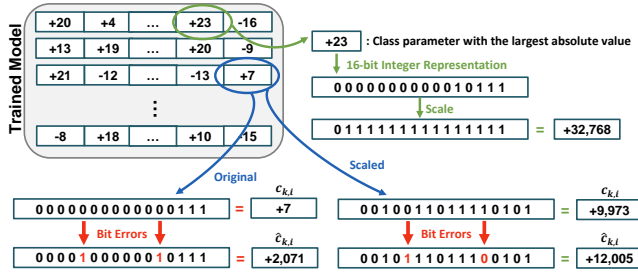 Trained Model
+20 +4 ... +23 -16
+13 +19 ... +20 -9
+21 -12 ... -13 +7
⋮
-8 +18 ... +10 -15
+23 : Class parameter with the largest absolute value
16-bit Integer Representation
0 0 0 0 0 0 0 0 0 0 0 1 0 1 1 1
Scale
0 1 1 1 1 1 1 1 1 1 1 1 1 1 1 1 = +32,768
Original
Scaled
c_{k,i}
0 0 0 0 0 0 0 0 0 0 0 0 0 1 1 1 = +7
Bit Errors
ĉ_{k,i}
0 0 0 0 1 0 0 0 0 0 0 1 0 1 1 1 = +2,071
c_{k,i}
0 0 1 0 0 1 1 0 1 1 1 1 0 1 0 1 = +9,973
Bit Errors
ĉ_{k,i}
0 0 1 0 1 1 1 0 1 1 1 0 0 1 0 1 = +12,005